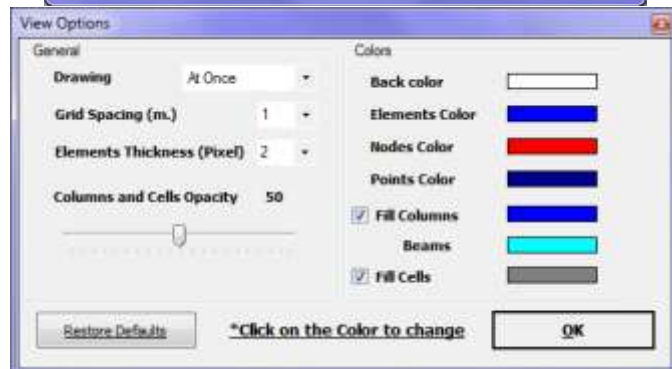 View Options
General
Drawing At Once
Grid Spacing (m.) 1
Elements Thickness (Pixel) 2
Columns and Cells Opacity 50
Colors
Back color
Elements Color
Nodes Color
Points Color
Fill Columns
Beams
Fill Cells
Restore Defaults
*Click on the Color to change
OK